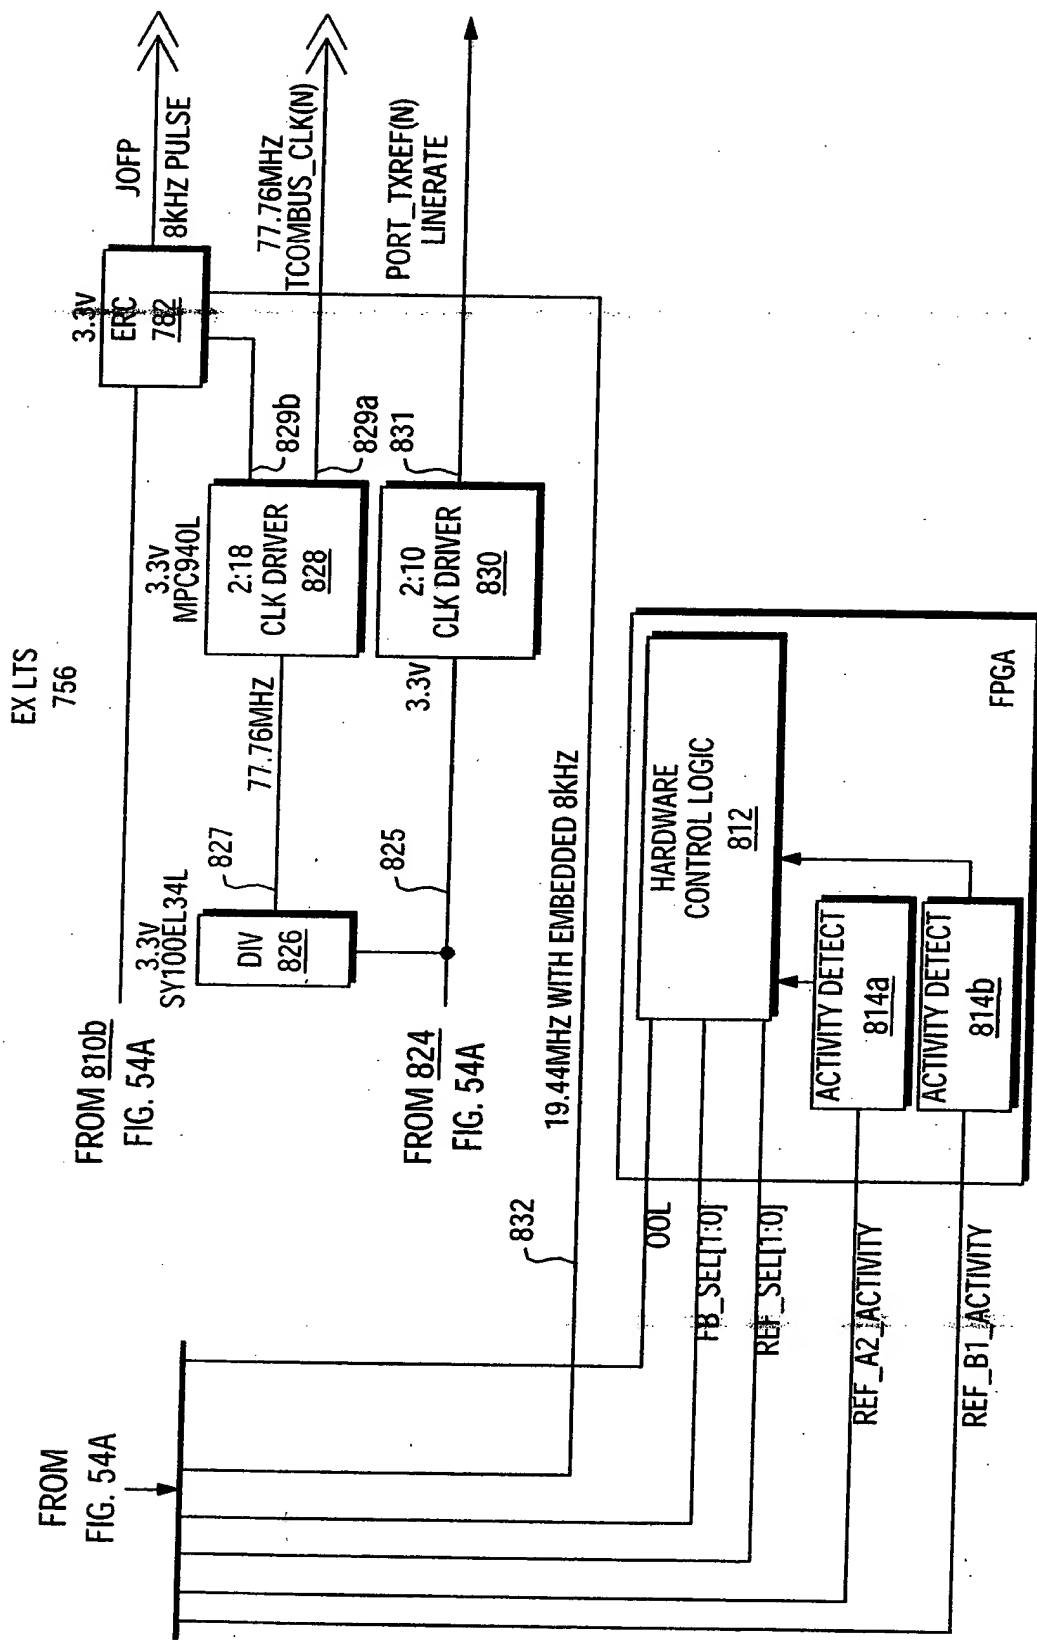 EX LTS
756
FROM 810b
FIG. 54A
3.3V
ERC
782
JOFP
8KHZ PULSE
3.3V
SY100EL34L
DIV
826
827
77.76MHZ
3.3V
MPC940L
2:18
CLK DRIVER
828
829b
829a
77.76MHZ
TCOMBUS_CLK(N)
FROM 824
FIG. 54A
825
3.3V
2:10
CLK DRIVER
830
831
PORT_TXREF(N)
LINERATE
FROM
FIG. 54A
832
19.44MHZ WITH EMBEDDED 8KHZ
OOL
FB_SEL[1:0]
REF_SEL[1:0]
REF_A2_ACTIVITY
REF_B1_ACTIVITY
HARDWARE
CONTROL LOGIC
812
ACTIVITY DETECT
814a
ACTIVITY DETECT
814b
FPGA